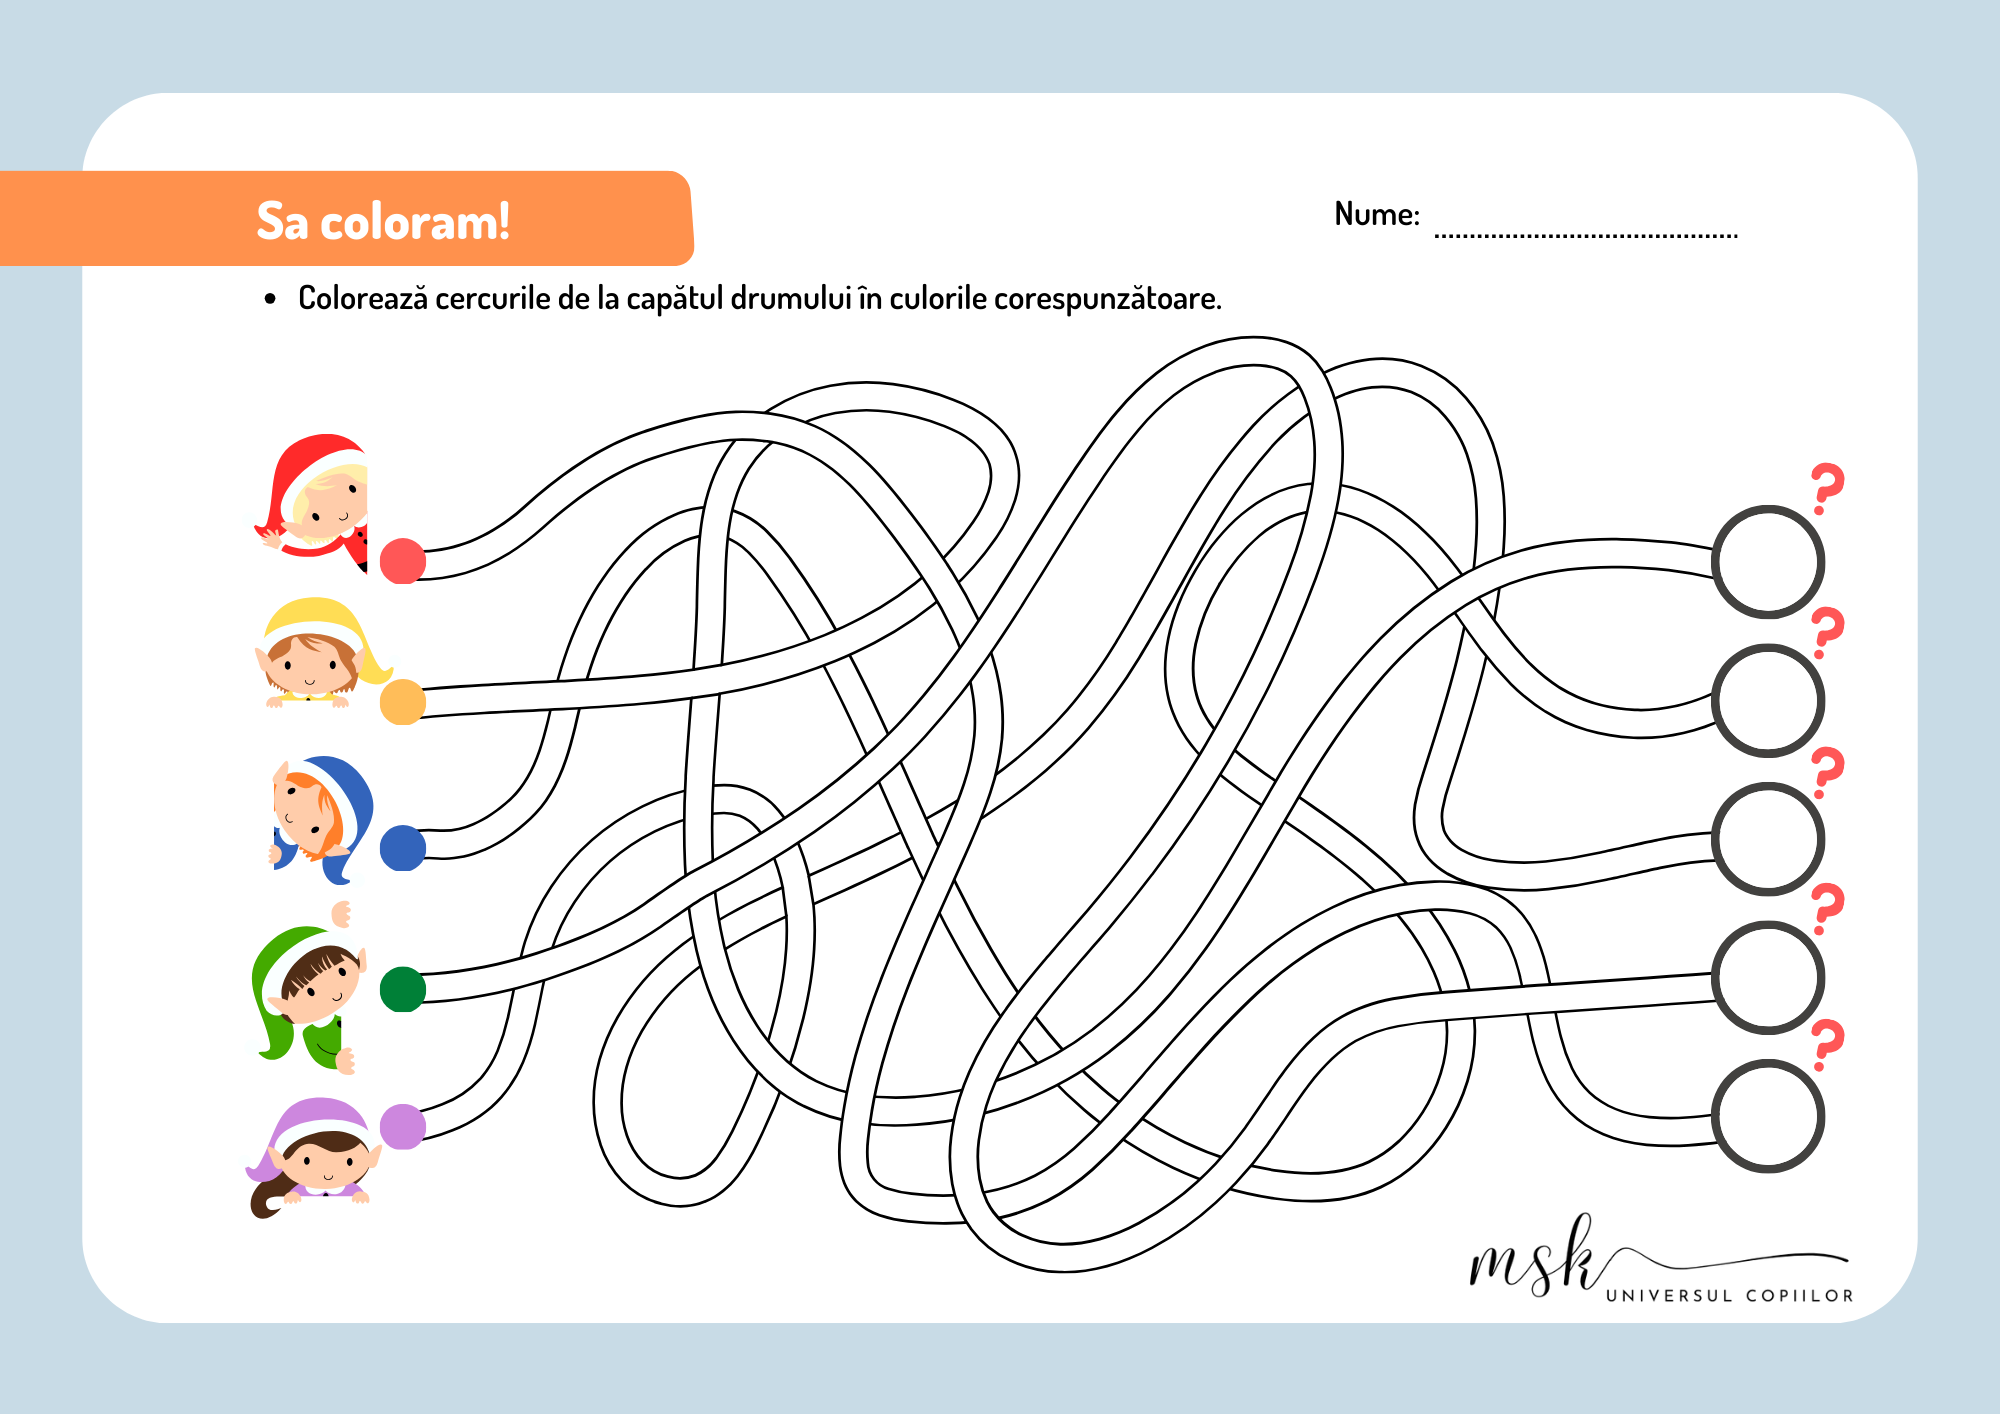 Sa coloram!
Nume: ............................................
• Colorează cercurile de la capătul drumului în culorile corespunzătoare.
?
?
?
?
?
msk
UNIVERSUL COPIILOR